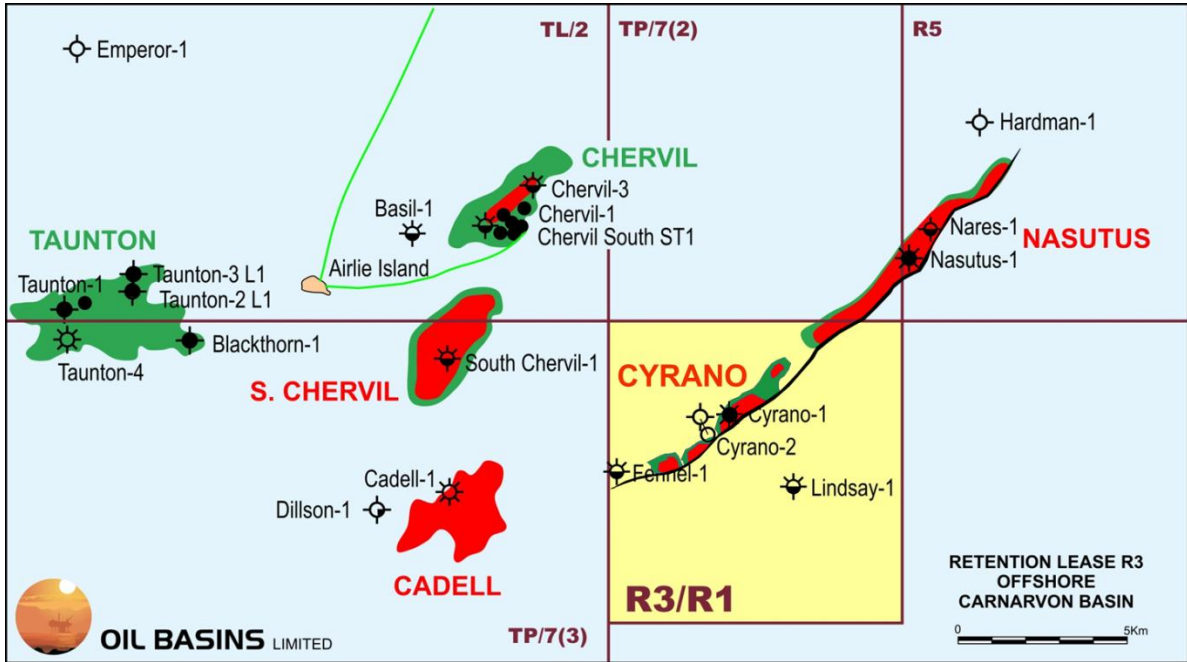 TL/2
TP/7(2)
R5
Emperor-1
Hardman-1
CHERVIL
Chervil-3
Basil-1
Chervil-1
Chervil South ST1
Nares-1
NASUTUS
Nasutus-1
TAUNTON
Airlie Island
Taunton-3 L1
Taunton-1
Taunton-2 L1
Blackthorn-1
Taunton-4
South Chervil-1
S. CHERVIL
CYRANO
Cyrano-1
Cyrano-2
Fennel-1
Lindsay-1
Cadell-1
Dillson-1
CADELL
R3/R1
TP/7(3)
RETENTION LEASE R3
OFFSHORE
CARNARVON BASIN
0 5Km
OIL BASINS LIMITED